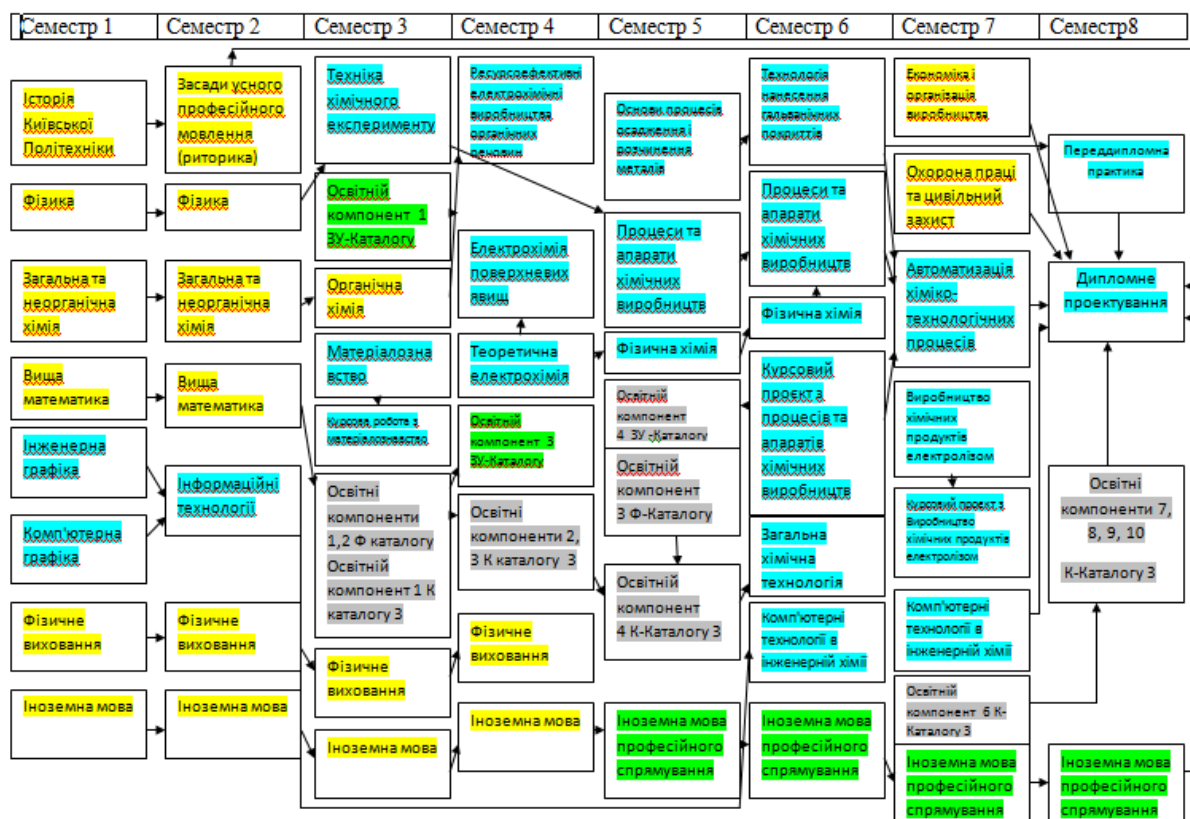 Семестр 1
Семестр 2
Семестр 3
Семестр 4
Семестр 5
Семестр 6
Семестр 7
Семестр8
Історія
Київської
Політехніки
Фізика
Загальна та
неорганічна
хімія
Вища
математика
Інженерна
графіка
Комп'ютерна
графіка
Фізичне
виховання
Іноземна мова
Засади усного
професійного
мовлення
(риторика)
Фізика
Загальна та
неорганічна
хімія
Вища
математика
Інформаційні
технології
Фізичне
виховання
Іноземна мова
Техніка
хімічного
експерименту
Освітній
компонент 1
ЗУ-Каталогу
Органічна
хімія
Матеріалозна
вство
Курсова робота з
матеріалознавство
Освітні
компоненти
1,2 Ф каталогу
Освітній
компонент 1 К
каталогу 3
Фізичне
виховання
Іноземна мова
Ресурсоефективні
електрохімічні
виробництва
органічних
речовин
Електрохімія
поверхневих
явищ
Теоретична
електрохімія
Освітній
компонент 3
ЗУ-Каталогу
Освітні
компоненти 2,
3 К каталогу 3
Фізичне
виховання
Іноземна мова
Основи процесів
осадження і
розчинення
металів
Процеси та
апарати
хімічних
виробництв
Фізична хімія
Освітній
компонент
4 ЗУ-Каталогу
Освітній
компонент
3 Ф-Каталогу
Освітній
компонент
4 К-Каталогу 3
Іноземна мова
професійного
спрямування
Технологія
нанесення
гальванічних
покриттів
Процеси та
апарати
хімічних
виробництв
Фізична хімія
Курсовий
проєкт з
процесів та
апаратів
хімічних
виробництв
Загальна
хімічна
технологія
Комп'ютерні
технології в
інженерній хімії
Іноземна мова
професійного
спрямування
Економіка і
організація
виробництва
Охорона праці
та цивільний
захист
Автоматизація
хіміко-
технологічних
процесів
Виробництво
хімічних
продуктів
електролізом
Курсовий проєкт з
Виробництво
хімічних продуктів
електролізом
Комп'ютерні
технології в
інженерній хімії
Освітній
компонент 6 К-
Каталогу 3
Іноземна мова
професійного
спрямування
Переддипломна
практика
Дипломне
проектування
Освітні
компоненти 7,
8, 9, 10
К-Каталогу 3
Іноземна мова
професійного
спрямування